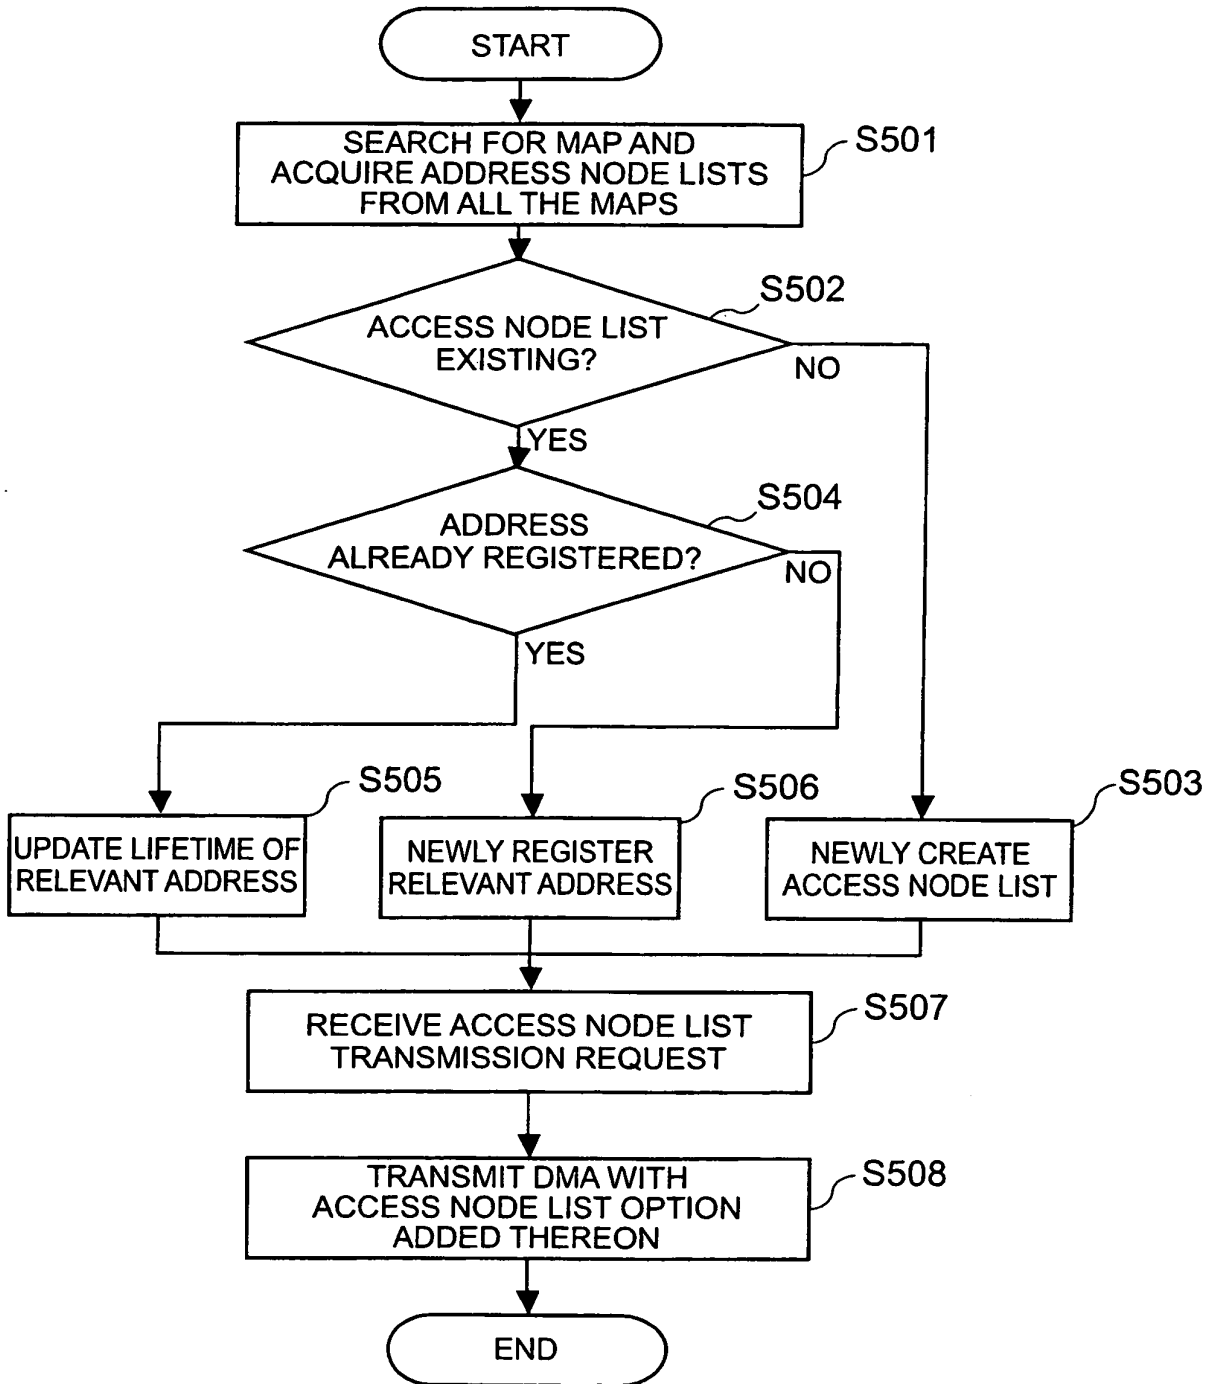 START
SEARCH FOR MAP AND
ACQUIRE ADDRESS NODE LISTS
FROM ALL THE MAPS
S501
ACCESS NODE LIST
EXISTING?
S502
NO
YES
ADDRESS
ALREADY REGISTERED?
S504
NO
YES
UPDATE LIFETIME OF
RELEVANT ADDRESS
S505
NEWLY REGISTER
RELEVANT ADDRESS
S506
NEWLY CREATE
ACCESS NODE LIST
S503
RECEIVE ACCESS NODE LIST
TRANSMISSION REQUEST
S507
TRANSMIT DMA WITH
ACCESS NODE LIST OPTION
ADDED THEREON
S508
END